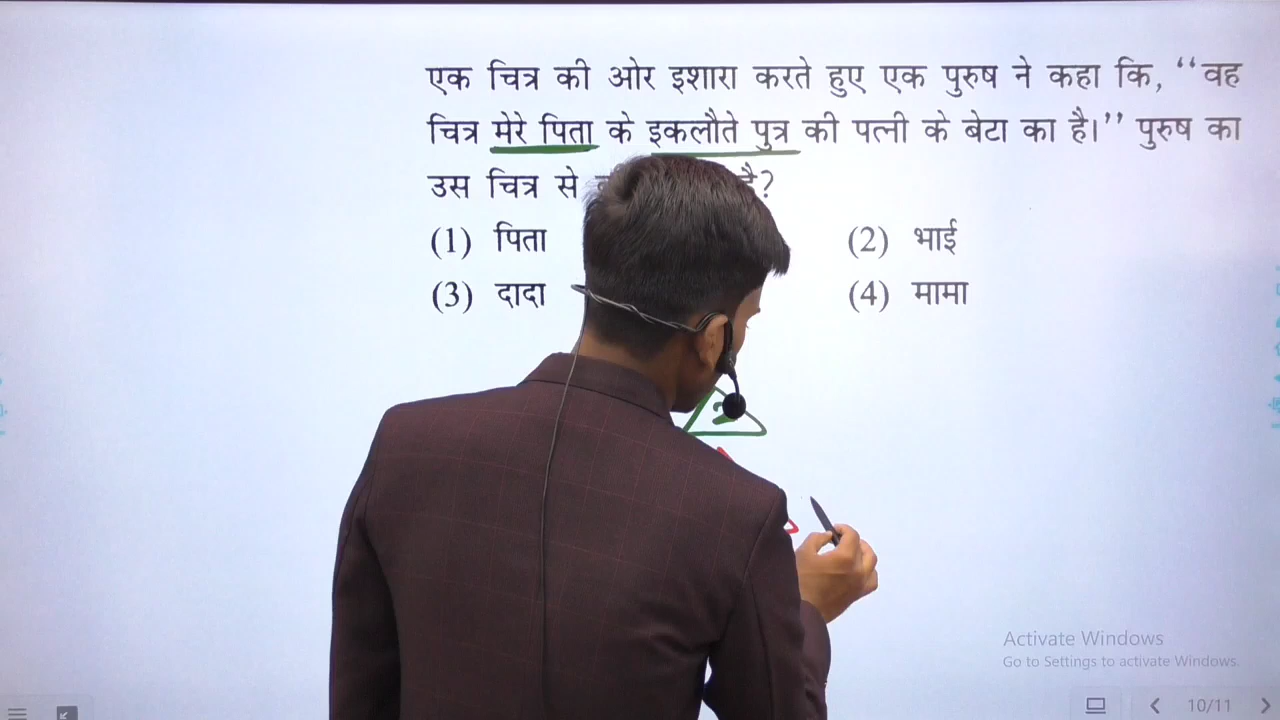 एक चित्र की ओर इशारा करते हुए एक पुरुष ने कहा कि, ‘‘वह
चित्र मेरे पिता के इकलौते पुत्र की पत्नी के बेटा का है।’’ पुरुष का
उस चित्र से है?
(1) पिता (2) भाई
(3) दादा (4) मामा
Activate Windows
Go to Settings to activate Windows.
10/11